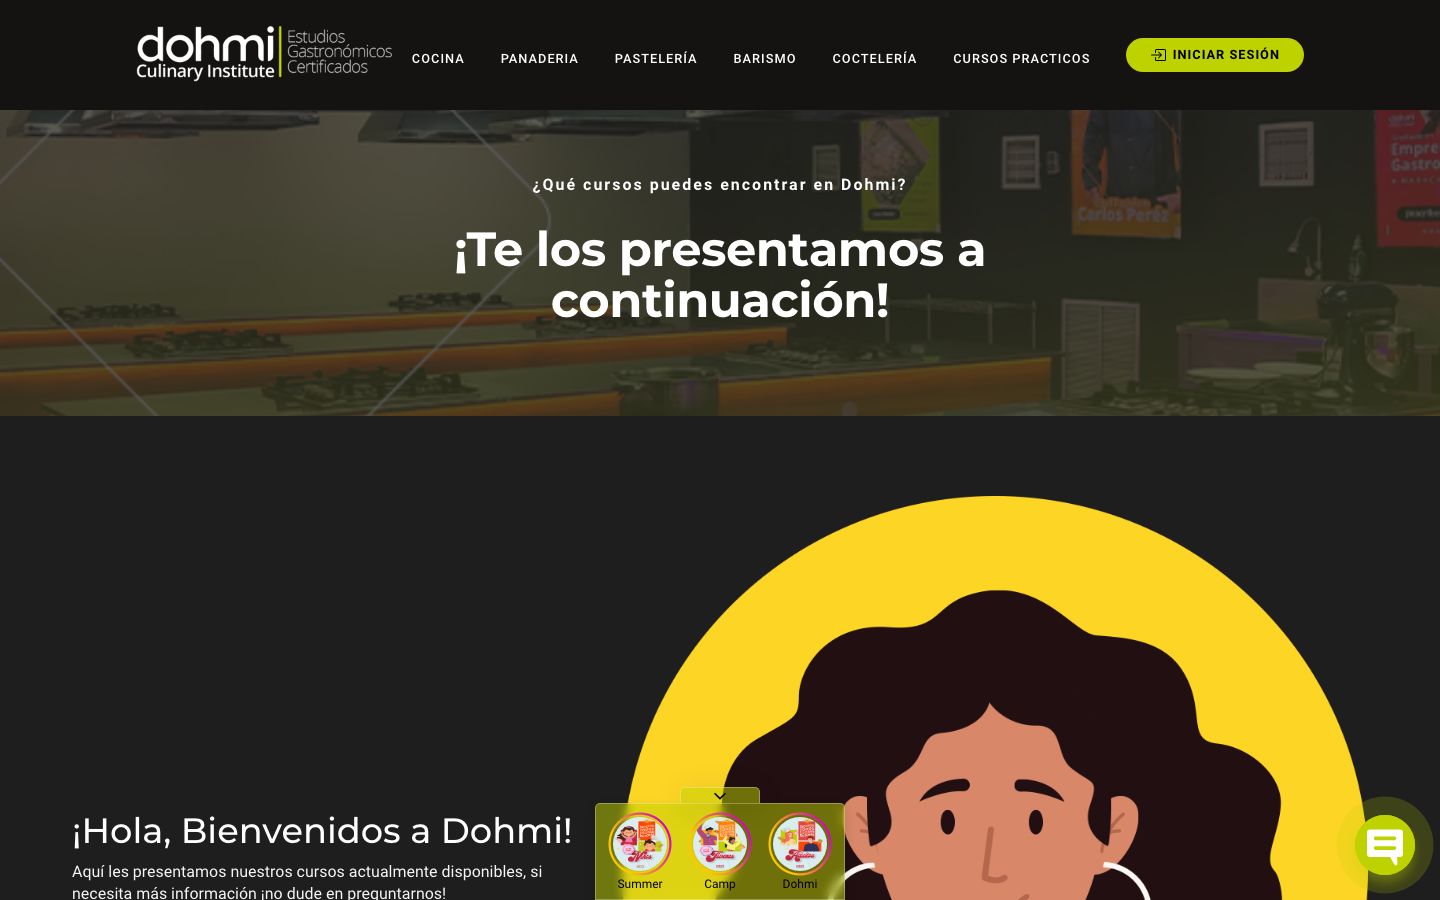 dohmi
Culinary Institute
Estudios
Gastronómicos
Certificados
COCINA
PANADERIA
PASTELERÍA
BARISMO
COCTELERÍA
CURSOS PRACTICOS
INICIAR SESIÓN
¿Qué cursos puedes encontrar en Dohmi?
¡Te los presentamos a
continuación!
Carlos Peréz
¡Hola, Bienvenidos a Dohmi!
Aquí les presentamos nuestros cursos actualmente disponibles, si
necesita más información ¡no dude en preguntarnos!
Summer
Camp
Dohmi